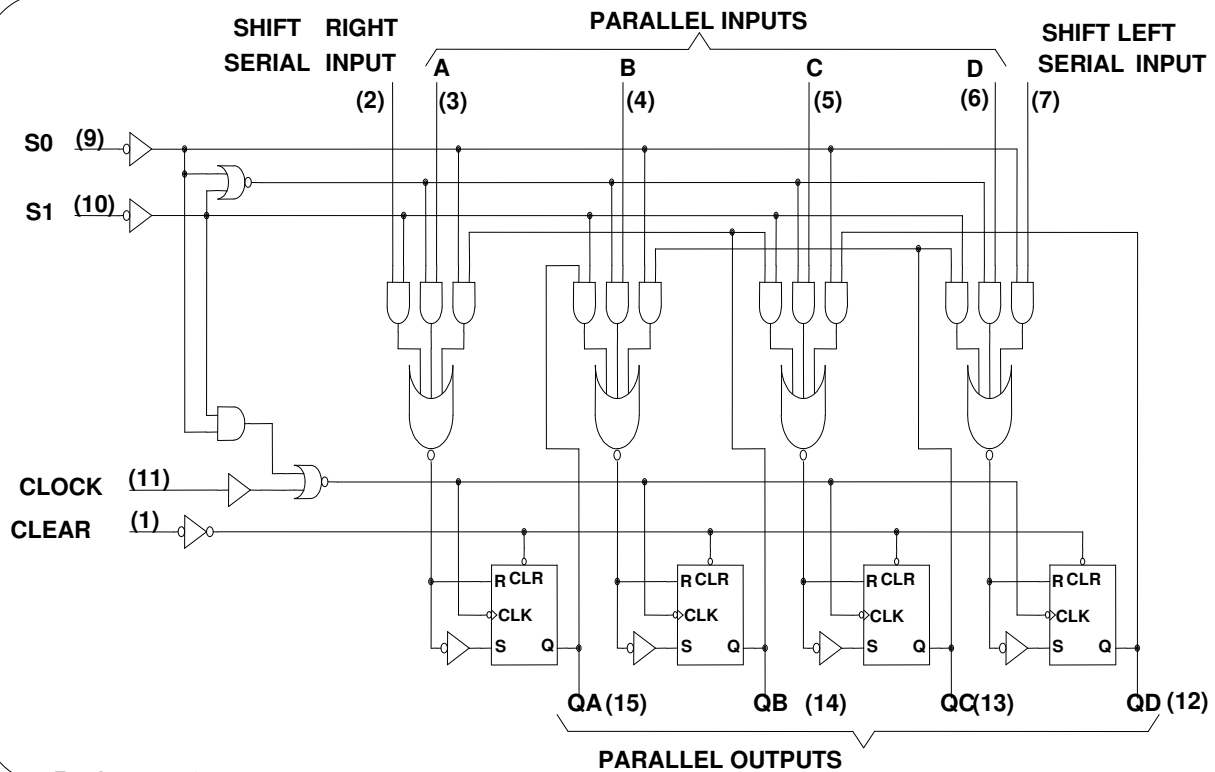 PARALLEL INPUTS
SHIFT RIGHT
SERIAL INPUT
SHIFT LEFT
SERIAL INPUT
A
B
C
D
(2)
(3)
(4)
(5)
(6)
(7)
S0 (9)
S1 (10)
CLOCK (11)
CLEAR (1)
R CLR
CLK
S Q
R CLR
CLK
S Q
R CLR
CLK
S Q
R CLR
CLK
S Q
QA (15)
QB (14)
QC (13)
QD (12)
PARALLEL OUTPUTS